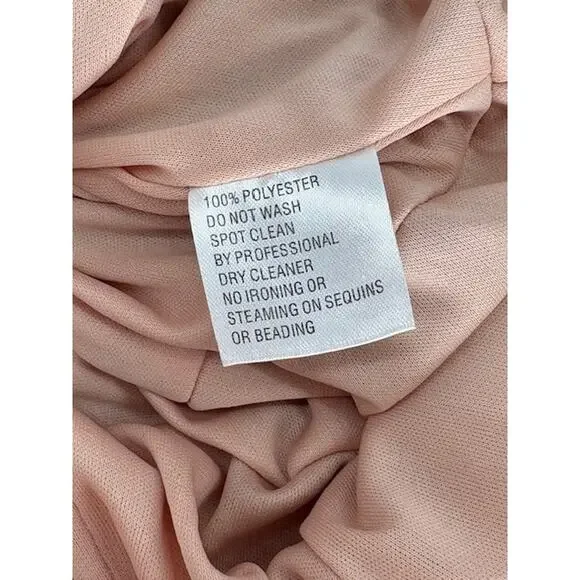 100% POLYESTER
DO NOT WASH
SPOT CLEAN
BY PROFESSIONAL
DRY CLEANER
NO IRONING OR
STEAMING ON SEQUINS
OR BEADING